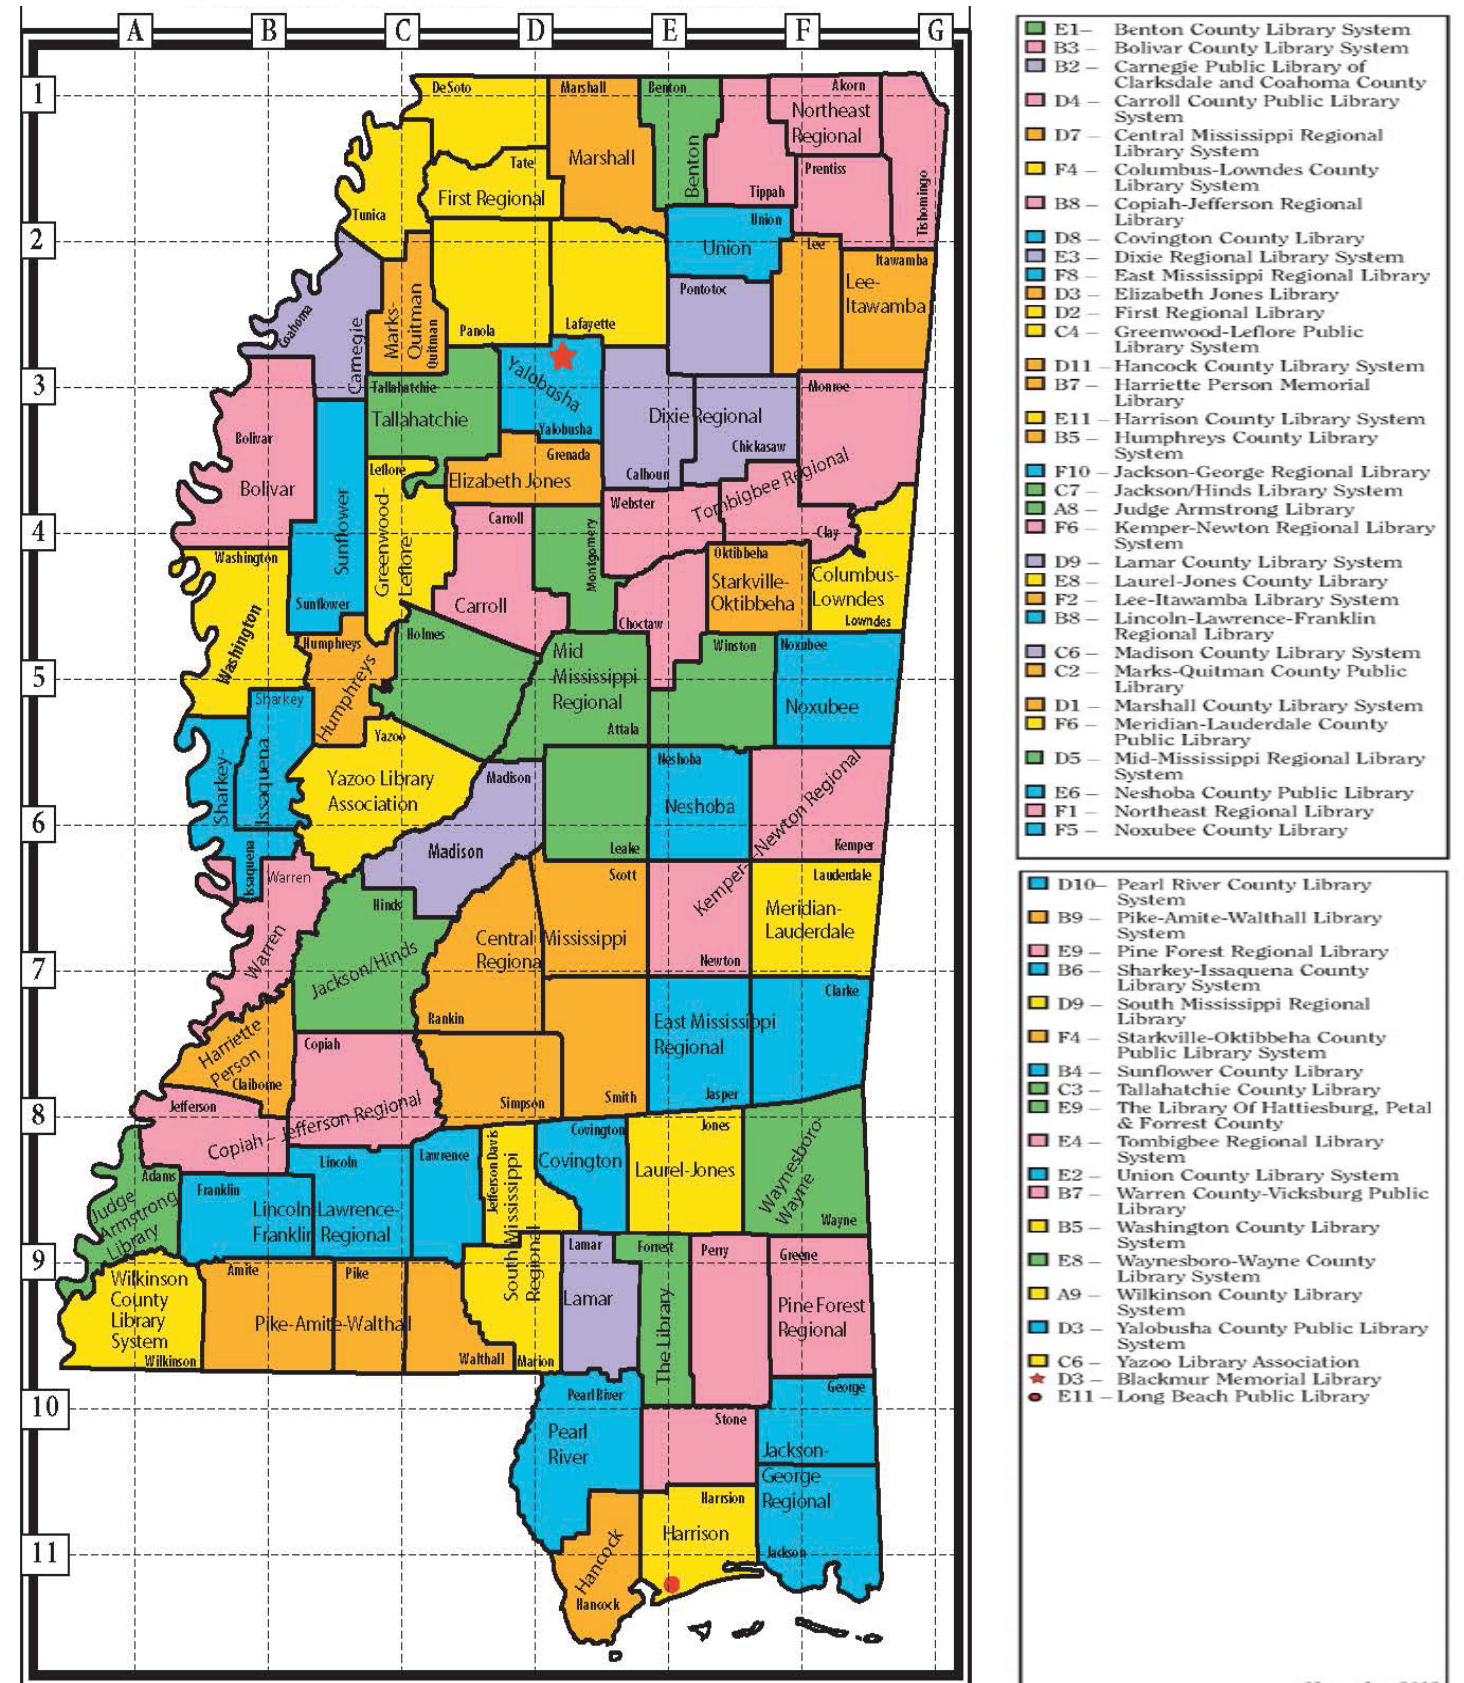 A B C D E F G
1
2
3
4
5
6
7
8
9
10
11
DeSoto
Marshall
Benton
Akorn
Northeast
Regional
Marshall
Benton
Tate
First Regional
Tippah
Prentiss
Tishomingo
Tunica
Union
Union
Lee
Itawamba
Lee-
Itawamba
Coahoma
Carnegie
Marks-
Quitman
Quitman
Panola
Lafayette
Pontotoc
Yalobusha
Yalobusha
Tallahatchie
Tallahatchie
Dixie Regional
Monroe
Chickasaw
Calhoun
Bolivar
Bolivar
Sunflower
Sunflower
Leflore
Greenwood-
Leflore
Grenada
Elizabeth Jones
Carroll
Carroll
Montgomery
Webster
Tombigbee Regional
Clay
Oktibbeha
Starkville-
Oktibbeha
Columbus-
Lowndes
Lowndes
Choctaw
Washington
Washington
Humphreys
Humphreys
Holmes
Mid
Mississippi
Regional
Attala
Winston
Noxubee
Noxubee
Sharkey
Sharkey-
Issaquena
Issaquena
Yazoo
Yazoo Library
Association
Madison
Madison
Neshoba
Neshoba
Leake
Kemper-Newton Regional
Kemper
Warren
Warren
Hinds
Jackson/Hinds
Scott
Central Mississippi
Regional
Rankin
Newton
Lauderdale
Meridian-
Lauderdale
Clarke
East Mississippi
Regional
Jasper
Harriette
Person
Claiborne
Copiah
Simpson
Smith
Jefferson
Copiah – Jefferson Regional
Adams
Judge
Armstrong
Library
Franklin
Lincoln
Lawrence
Lincoln-Lawrence-
Franklin Regional
Jefferson Davis
South Mississippi
Regional
Covington
Covington
Jones
Laurel-Jones
Waynesboro-
Wayne
Wayne
Wilkinson
County
Library
System
Wilkinson
Amite
Pike
Pike-Amite-Walthall
Walthall
Marion
Lamar
Lamar
Forrest
The Library
Perry
Greene
Pine Forest
Regional
Pearl River
Pearl
River
Stone
George
Jackson-
George
Regional
Jackson
Harrsion
Harrison
Hancock
Hancock
E1– Benton County Library System
B3 – Bolivar County Library System
B2 – Carnegie Public Library of
Clarksdale and Coahoma County
D4 – Carroll County Public Library
System
D7 – Central Mississippi Regional
Library System
F4 – Columbus-Lowndes County
Library System
B8 – Copiah-Jefferson Regional
Library
D8 – Covington County Library
E3 – Dixie Regional Library System
F8 – East Mississippi Regional Library
D3 – Elizabeth Jones Library
D2 – First Regional Library
C4 – Greenwood-Leflore Public
Library System
D11 – Hancock County Library System
B7 – Harriette Person Memorial
Library
E11 – Harrison County Library System
B5 – Humphreys County Library
System
F10 – Jackson-George Regional Library
C7 – Jackson/Hinds Library System
A8 – Judge Armstrong Library
F6 – Kemper-Newton Regional Library
System
D9 – Lamar County Library System
E8 – Laurel-Jones County Library
F2 – Lee-Itawamba Library System
B8 – Lincoln-Lawrence-Franklin
Regional Library
C6 – Madison County Library System
C2 – Marks-Quitman County Public
Library
D1 – Marshall County Library System
F6 – Meridian-Lauderdale County
Public Library
D5 – Mid-Mississippi Regional Library
System
E6 – Neshoba County Public Library
F1 – Northeast Regional Library
F5 – Noxubee County Library
D10– Pearl River County Library
System
B9 – Pike-Amite-Walthall Library
System
E9 – Pine Forest Regional Library
B6 – Sharkey-Issaquena County
Library System
D9 – South Mississippi Regional
Library
F4 – Starkville-Oktibbeha County
Public Library System
B4 – Sunflower County Library
C3 – Tallahatchie County Library
E9 – The Library Of Hattiesburg, Petal
& Forrest County
E4 – Tombigbee Regional Library
System
E2 – Union County Library System
B7 – Warren County-Vicksburg Public
Library
B5 – Washington County Library
System
E8 – Waynesboro-Wayne County
Library System
A9 – Wilkinson County Library
System
D3 – Yalobusha County Public Library
System
C6 – Yazoo Library Association
D3 – Blackmur Memorial Library
E11 – Long Beach Public Library